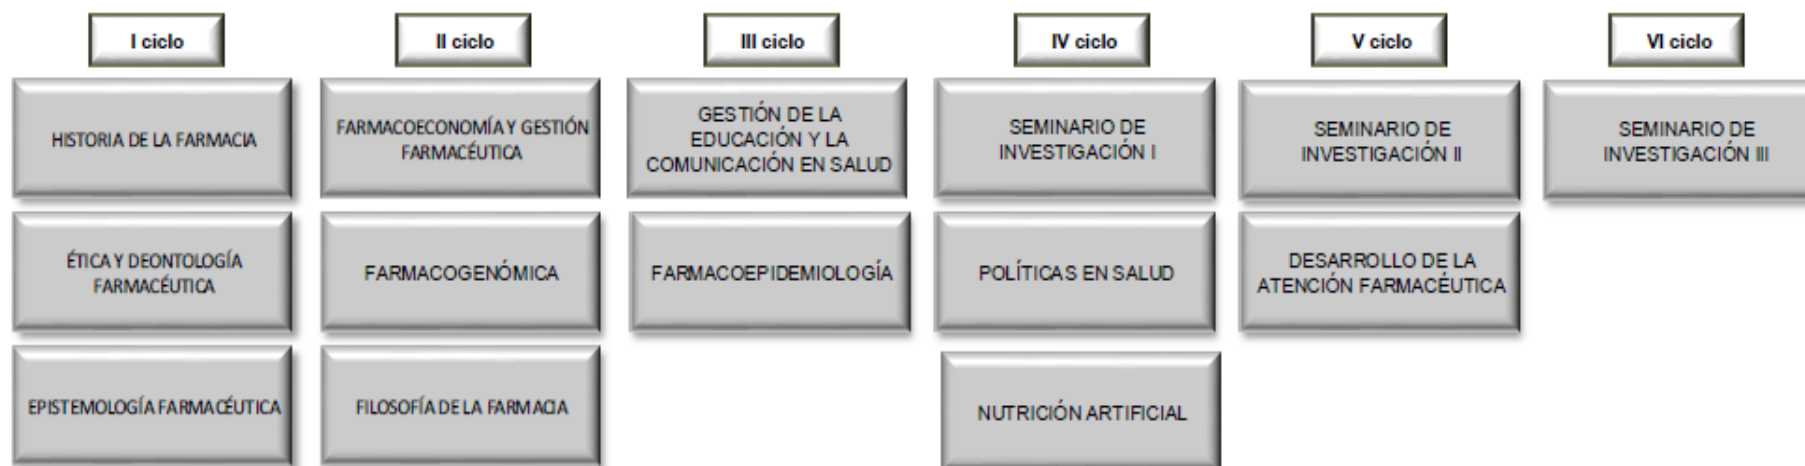 I ciclo
II ciclo
III ciclo
IV ciclo
V ciclo
VI ciclo
HISTORIA DE LA FARMACIA
FARMACOECONOMÍA Y GESTIÓN
FARMACÉUTICA
GESTIÓN DE LA
EDUCACIÓN Y LA
COMUNICACIÓN EN SALUD
SEMINARIO DE
INVESTIGACIÓN I
SEMINARIO DE
INVESTIGACIÓN II
SEMINARIO DE
INVESTIGACIÓN III
ÉTICA Y DEONTOLOGÍA
FARMACÉUTICA
FARMACOGENÓMICA
FARMACOEPIDEMIOLOGÍA
POLÍTICAS EN SALUD
DESARROLLO DE LA
ATENCIÓN FARMACÉUTICA
EPISTEMOLOGÍA FARMACÉUTICA
FILOSOFÍA DE LA FARMACIA
NUTRICIÓN ARTIFICIAL